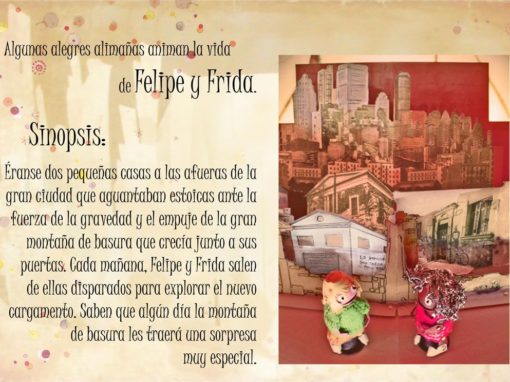 Algunas alegres alimañas animan la vida
de Felipe y Frida.
Sinopsis:
Éranse dos pequeñas casas a las afueras de la
gran ciudad que aguantaban estoicas ante la
fuerza de la gravedad y el empuje de la gran
montaña de basura que crecía junto a sus
puertas. Cada mañana, Felipe y Frida salen
de ellas disparados para explorar el nuevo
cargamento. Saben que algún día la montaña
de basura les traerá una sorpresa
muy especial.